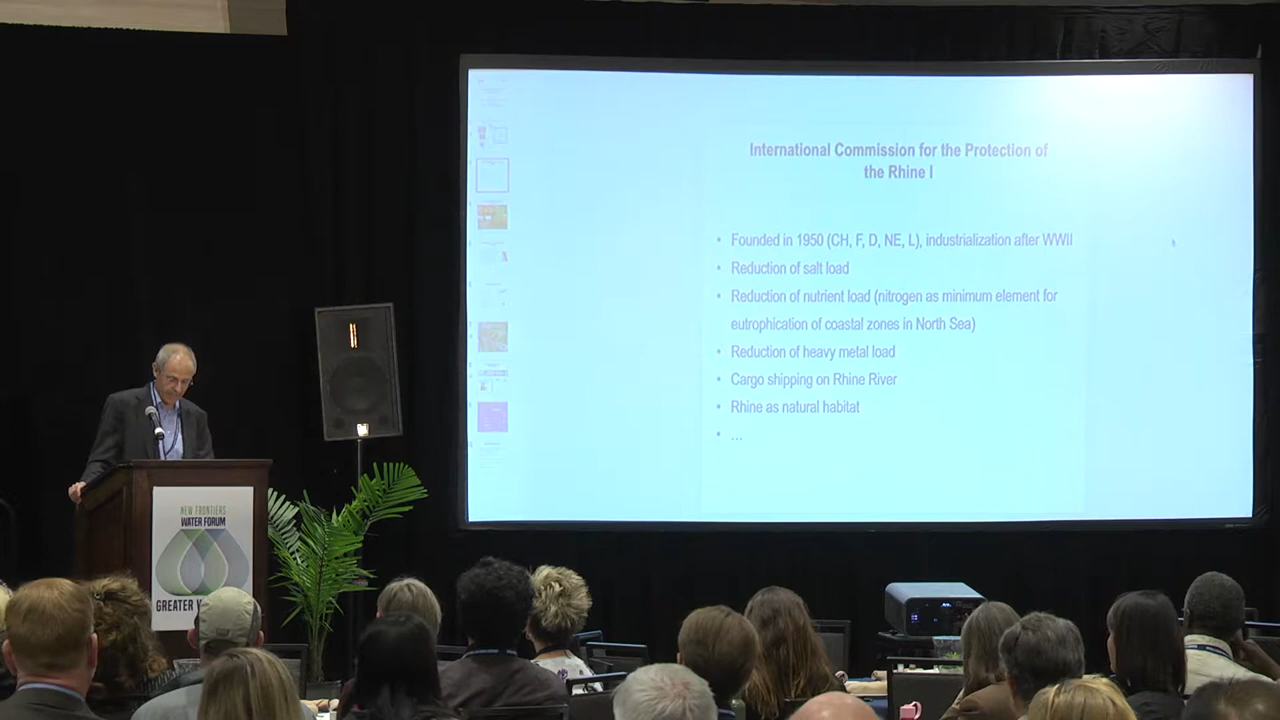 International Commission for the Protection of
the Rhine I
• Founded in 1950 (CH, F, D, NE, L), industrialization after WWII
• Reduction of salt load
• Reduction of nutrient load (nitrogen as minimum element for
eutrophication of coastal zones in North Sea)
• Reduction of heavy metal load
• Cargo shipping on Rhine River
• Rhine as natural habitat
• ...
NEW FRONTIERS
WATER FORUM
GREATER